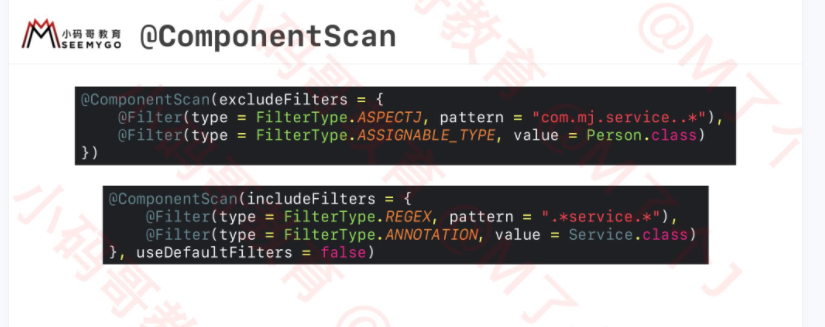 小码哥教育
SEEMYGO
@ComponentScan
@ComponentScan(excludeFilters = {
@Filter(type = FilterType.ASPECTJ, pattern = "com.mj.service..*"),
@Filter(type = FilterType.ASSIGNABLE_TYPE, value = Person.class)
})
@ComponentScan(includeFilters = {
@Filter(type = FilterType.REGEX, pattern = ".*service.*"),
@Filter(type = FilterType.ANNOTATION, value = Service.class)
}, useDefaultFilters = false)